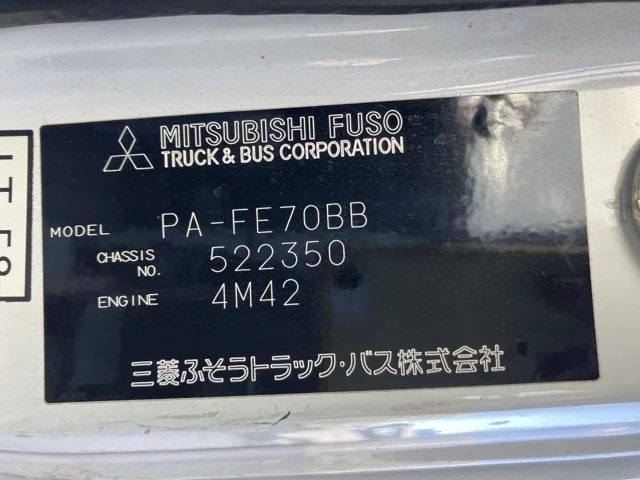 MITSUBISHI FUSO
TRUCK & BUS CORPORATION
MODEL PA-FE70BB
CHASSIS NO. 522350
ENGINE 4M42
三菱ふそうトラック・バス株式会社